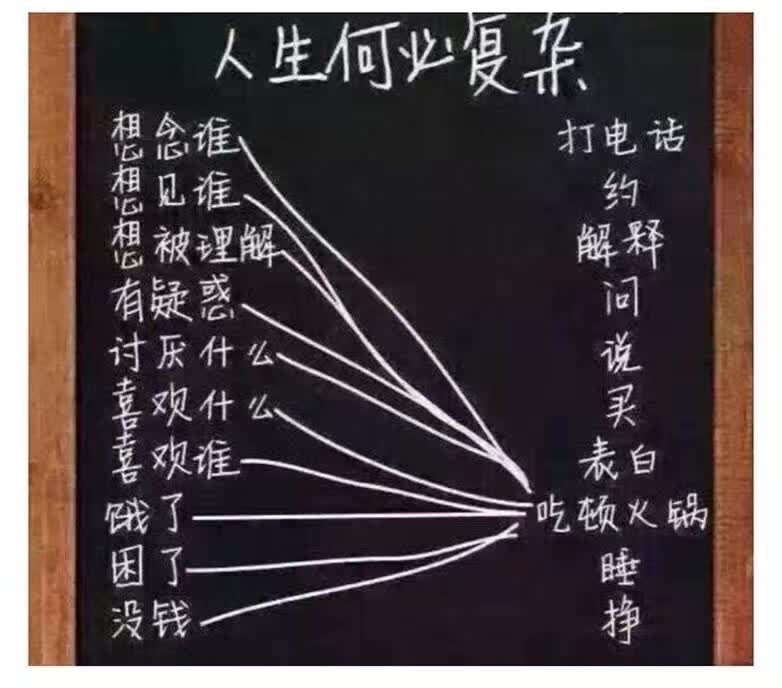 人生何必复杂
想念谁 打电话
想见谁 约
想被理解 解释
有疑惑 问
讨厌什么 说
喜欢什么 买
喜欢谁 表白
饿了 吃顿火锅
困了 睡
没钱 挣